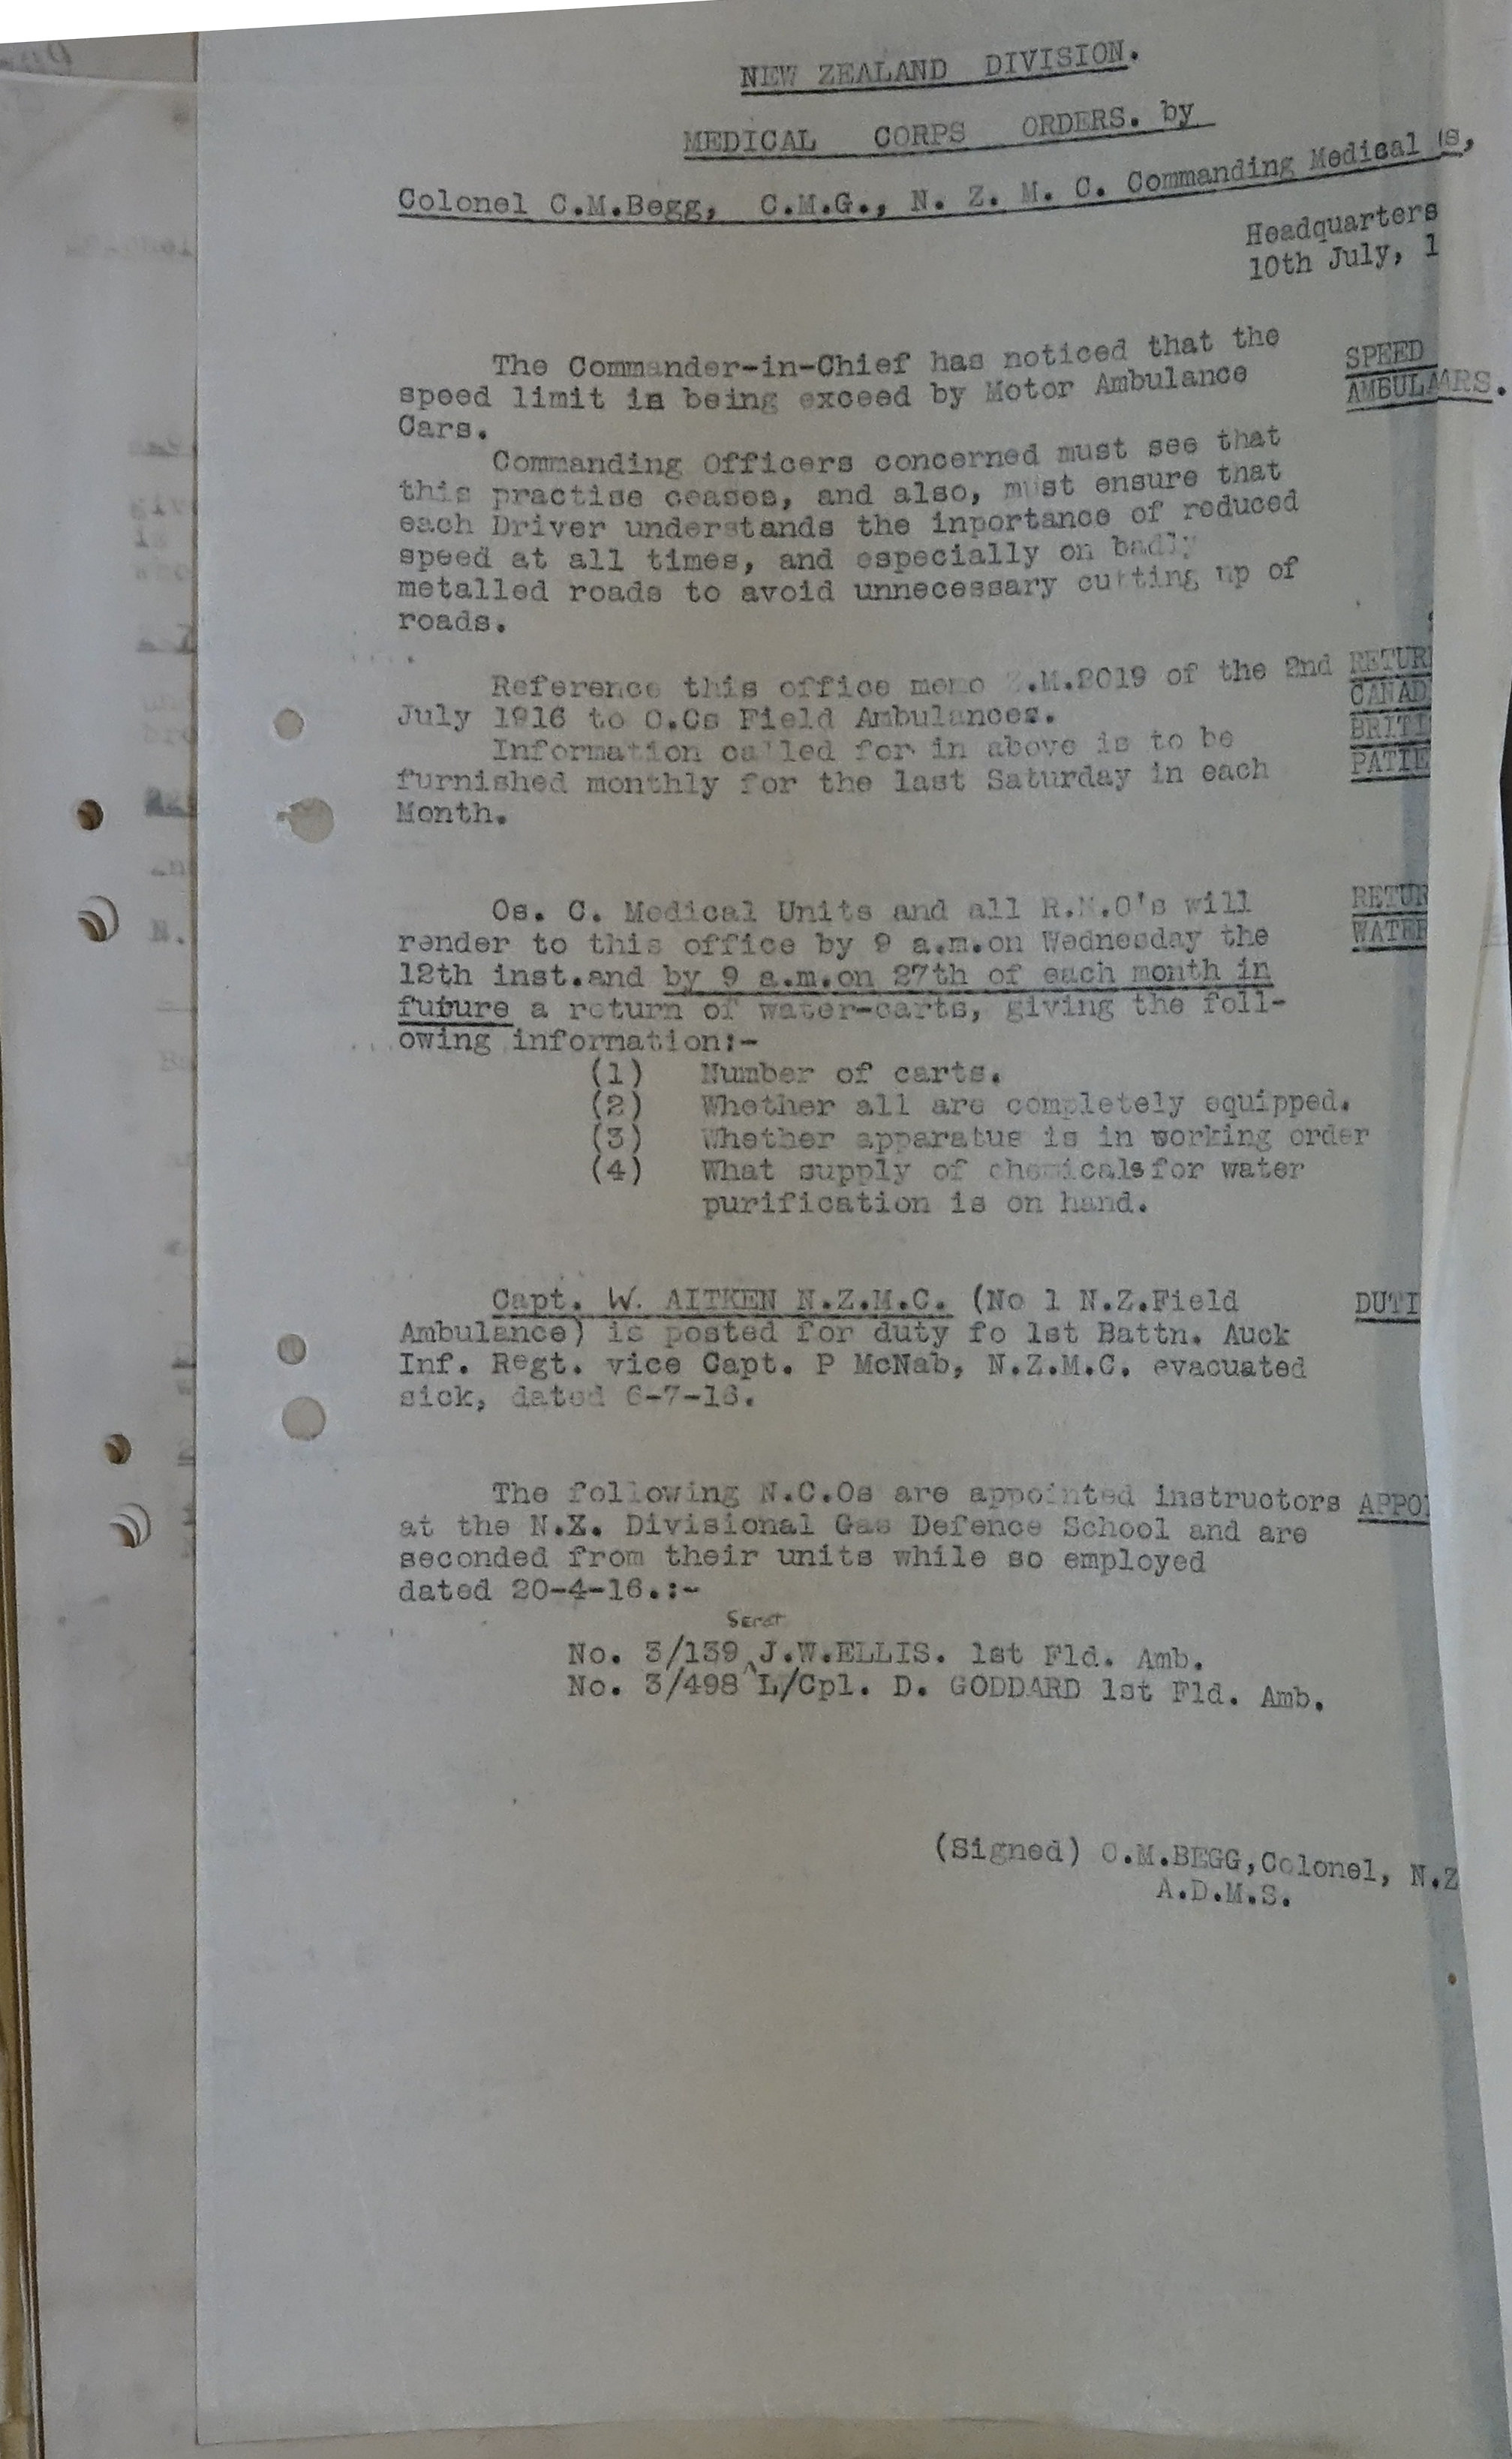 NEW ZEALAND DIVISION.
MEDICAL CORPS ORDERS. by
Colonel C.M.Begg, C.M.G., N. Z. M. C. Commanding Medical s,
Headquarters
10th July, 1
The Commander-in-Chief has noticed that the
SPEED
speed limit is being exceed by Motor Ambulance
AMBULA ARS.
Cars.
Commanding Officers concerned must see that
this practise ceases, and also, must ensure that
each Driver understands the inportance of reduced
speed at all times, and especially on badly
metalled roads to avoid unnecessary cutting up of
roads.
Reference this office memo .M.2019 of the 2nd
RETUR
July 1916 to O.Cs Field Ambulances.
CANAD
Information called for in above is to be
BRITI
furnished monthly for the last Saturday in each
PATIE
Month.
Os. C. Medical Units and all R.M.O's will
RETUR
render to this office by 9 a.m.on Wednesday the
WATER
12th inst.and by 9 a.m.on 27th of each month in
future a return of water-carts, giving the foll-
owing information:-
(1) Number of carts.
(2) Whether all are completely equipped.
(3) Whether apparatus is in working order
(4) What supply of chemicals for water
purification is on hand.
Capt. W. AITKEN N.Z.M.C. (No 1 N.Z.Field
DUTI
Ambulance) is posted for duty fo 1st Battn. Auck
Inf. Regt. vice Capt. P McNab, N.Z.M.C. evacuated
sick, dated 6-7-16.
The following N.C.Os are appointed instructors
APPOI
at the N.X. Divisional Gas Defence School and are
seconded from their units while so employed
dated 20-4-16.:-
Sergt
No. 3/139 ^ J.W.ELLIS. 1st Fld. Amb.
No. 3/498 L/Cpl. D. GODDARD 1st Fld. Amb.
(Signed) C.M.BEGG,Colonel, N.Z
A.D.M.S.